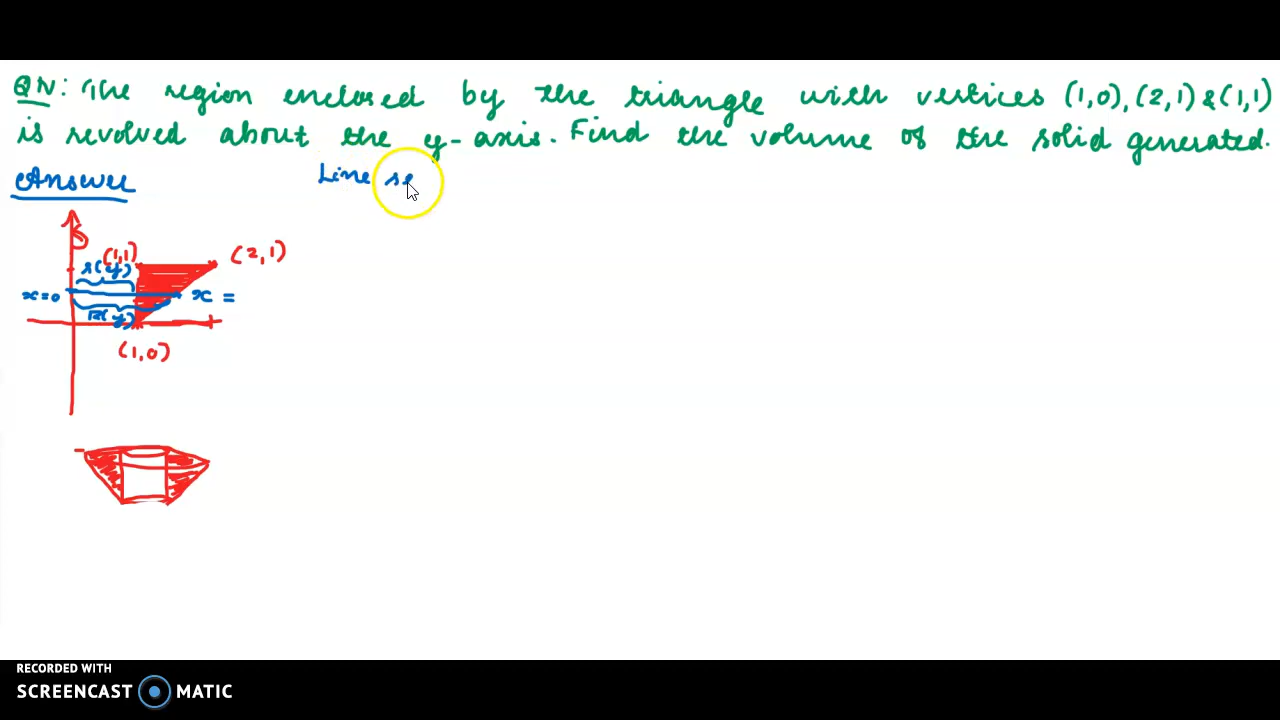 QN: The region enclosed by the triangle with vertices (1,0), (2,1) & (1,1)
is revolved about the y-axis. Find the volume of the solid generated.
Answer
Line se
(1,1)
(2,1)
r(y)
x=0
x =
R(y)
(1,0)
RECORDED WITH
SCREENCAST MATIC